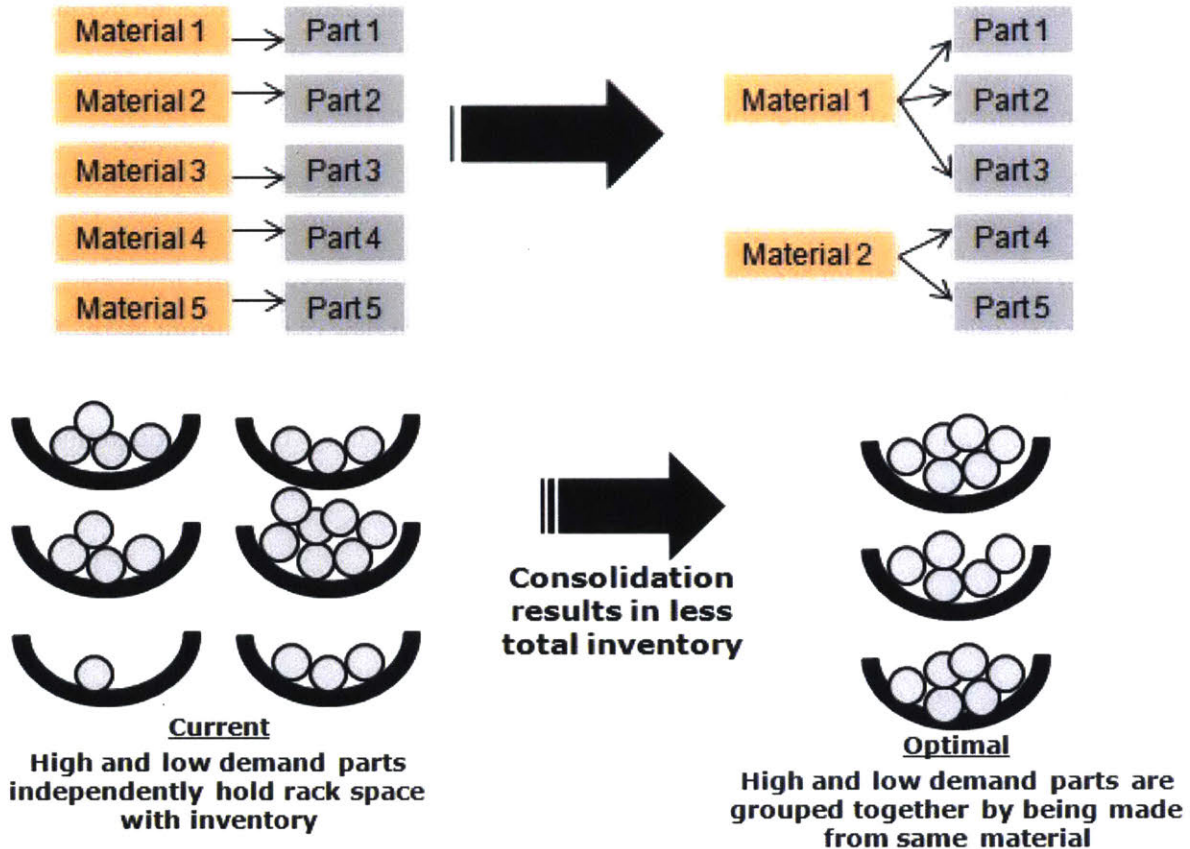 Material 1
Part 1
Material 2
Part 2
Material 3
Part 3
Material 4
Part 4
Material 5
Part 5
Part 1
Material 1
Part 2
Part 3
Part 4
Material 2
Part 5
Consolidation
results in less
total inventory
Current
High and low demand parts
independently hold rack space
with inventory
Optimal
High and low demand parts are
grouped together by being made
from same material